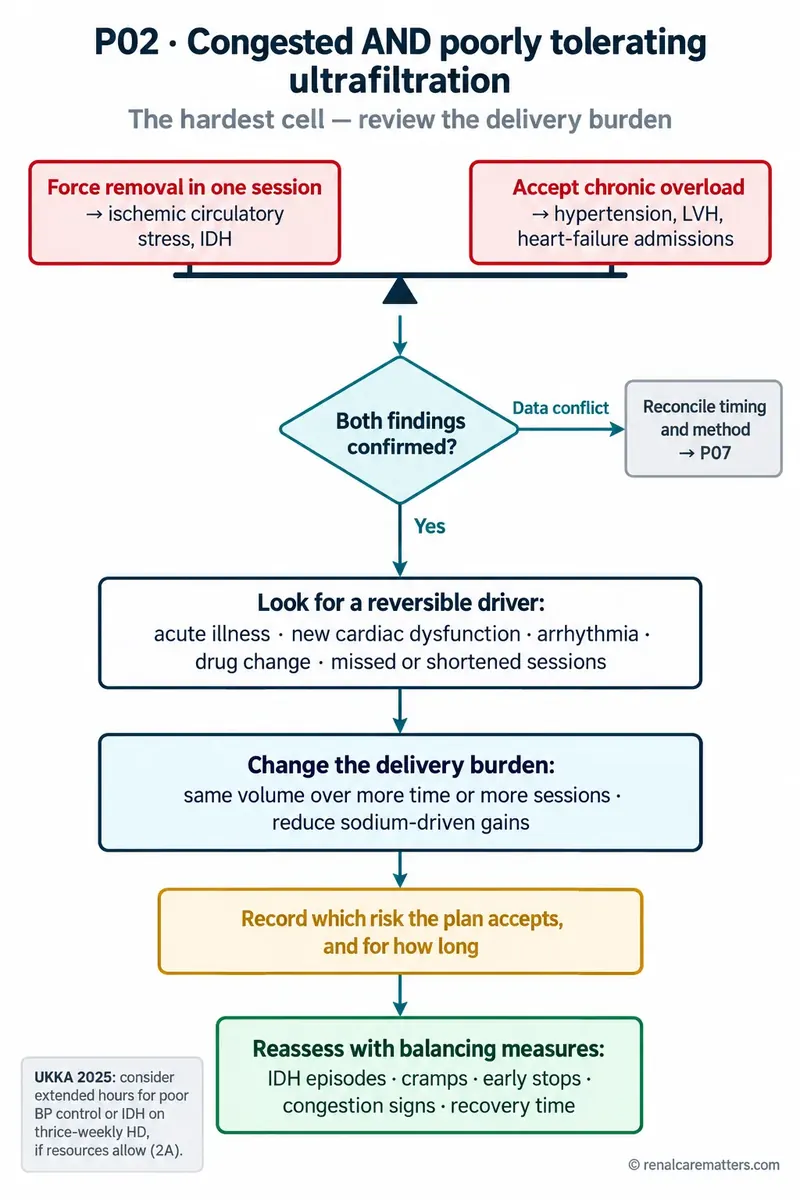 P02 · Congested AND poorly tolerating
ultrafiltration
The hardest cell — review the delivery burden
Force removal in one session
→ ischemic circulatory
stress, IDH
Accept chronic overload
→ hypertension, LVH,
heart-failure admissions
Both findings
confirmed?
Data conflict
Reconcile timing
and method
→ P07
Yes
Look for a reversible driver:
acute illness · new cardiac dysfunction · arrhythmia ·
drug change · missed or shortened sessions
Change the delivery burden:
same volume over more time or more sessions ·
reduce sodium-driven gains
Record which risk the plan accepts,
and for how long
Reassess with balancing measures:
IDH episodes · cramps · early stops ·
congestion signs · recovery time
UKKA 2025: consider
extended hours for poor
BP control or IDH on
thrice-weekly HD,
if resources allow (2A).
© renalcarematters.com